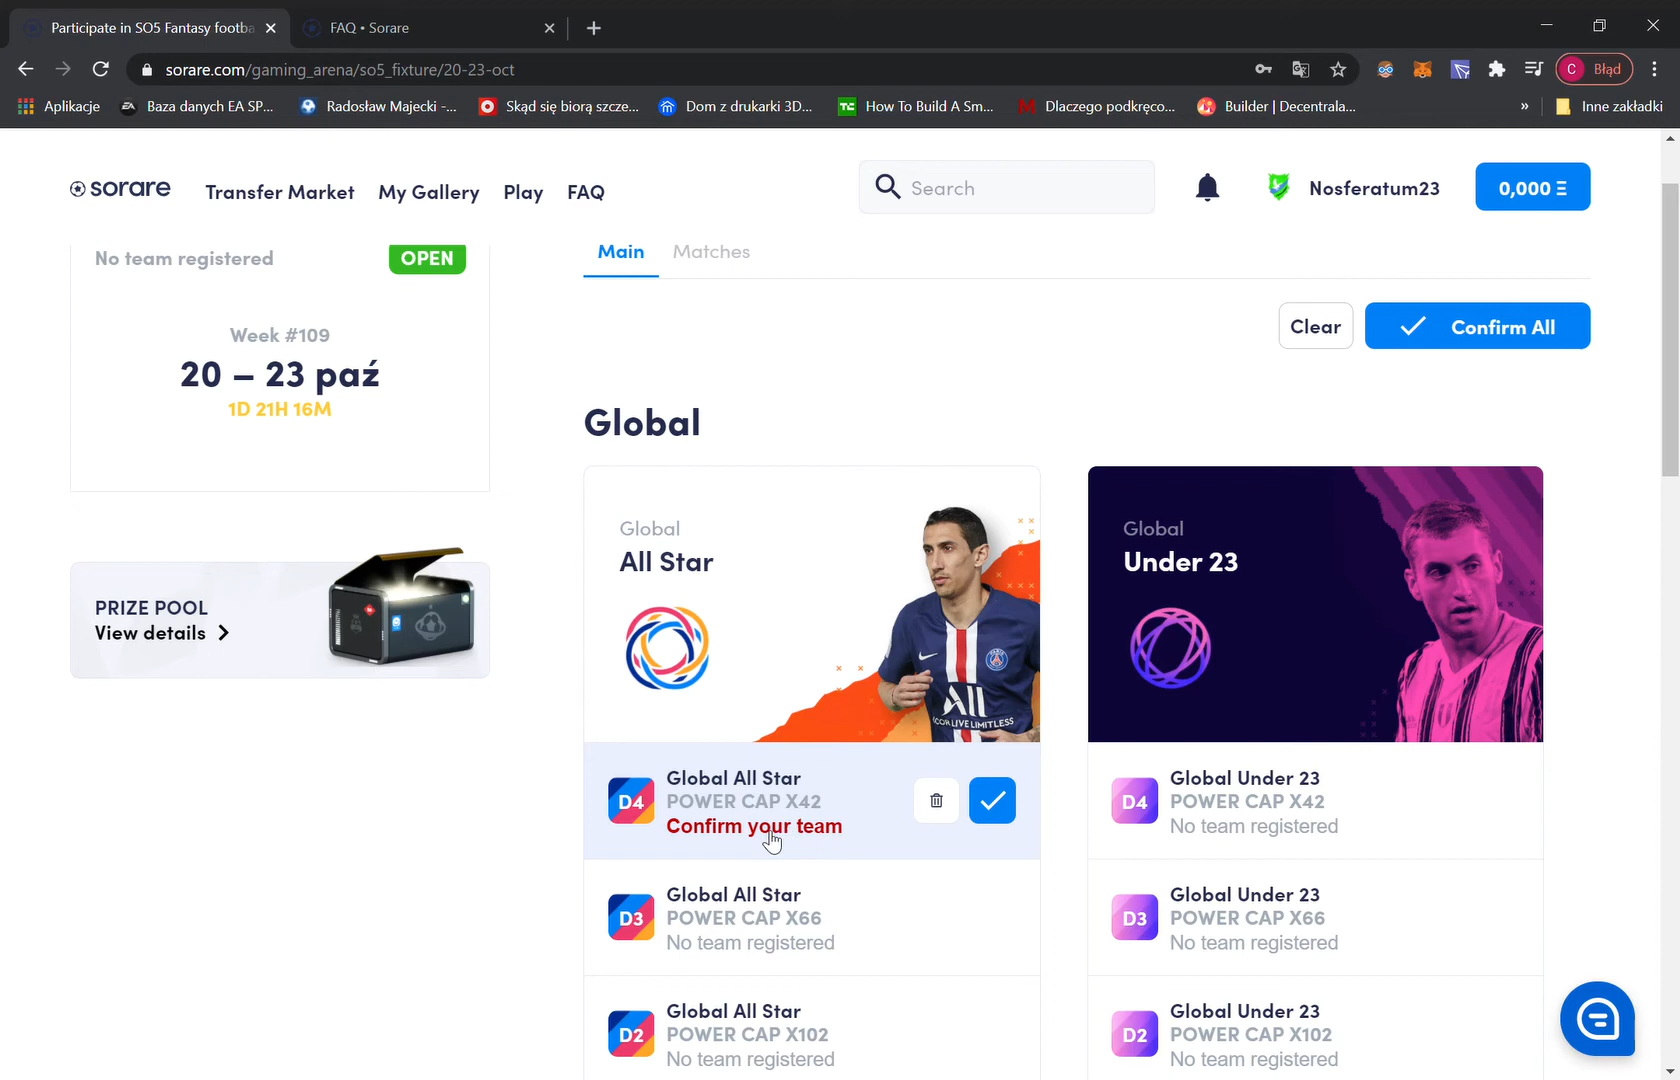 Participate in SO5 Fantasy footba
FAQ • Sorare
sorare.com/gaming_arena/so5_fixture/20-23-oct
C Błąd
Aplikacje
EA Baza danych EA SP...
Radosław Majecki -...
Skąd się biorą szcze...
Dom z drukarki 3D...
TC How To Build A Sm...
M Dlaczego podkręco...
Builder | Decentrala...
»
Inne zakładki
sorare
Transfer Market
My Gallery
Play
FAQ
Search
Nosferatum23
0,000 Ξ
No team registered
OPEN
Week #109
20 – 23 paź
1D 21H 16M
PRIZE POOL
View details
Main
Matches
Clear
Confirm All
Global
Global
All Star
D4
Global All Star
POWER CAP X42
Confirm your team
D3
Global All Star
POWER CAP X66
No team registered
D2
Global All Star
POWER CAP X102
No team registered
Global
Under 23
D4
Global Under 23
POWER CAP X42
No team registered
D3
Global Under 23
POWER CAP X66
No team registered
D2
Global Under 23
POWER CAP X102
No team registered